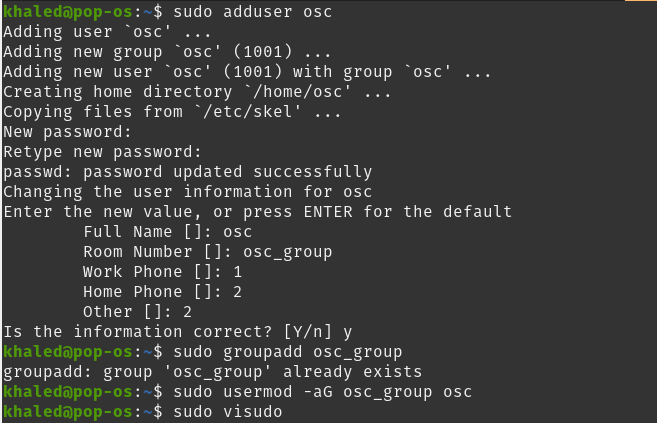 khaled@pop-os:~$ sudo adduser osc
Adding user `osc' ...
Adding new group `osc' (1001) ...
Adding new user `osc' (1001) with group `osc' ...
Creating home directory `/home/osc' ...
Copying files from `/etc/skel' ...
New password:
Retype new password:
passwd: password updated successfully
Changing the user information for osc
Enter the new value, or press ENTER for the default
        Full Name []: osc
        Room Number []: osc_group
        Work Phone []: 1
        Home Phone []: 2
        Other []: 2
Is the information correct? [Y/n] y
khaled@pop-os:~$ sudo groupadd osc_group
groupadd: group 'osc_group' already exists
khaled@pop-os:~$ sudo usermod -aG osc_group osc
khaled@pop-os:~$ sudo visudo